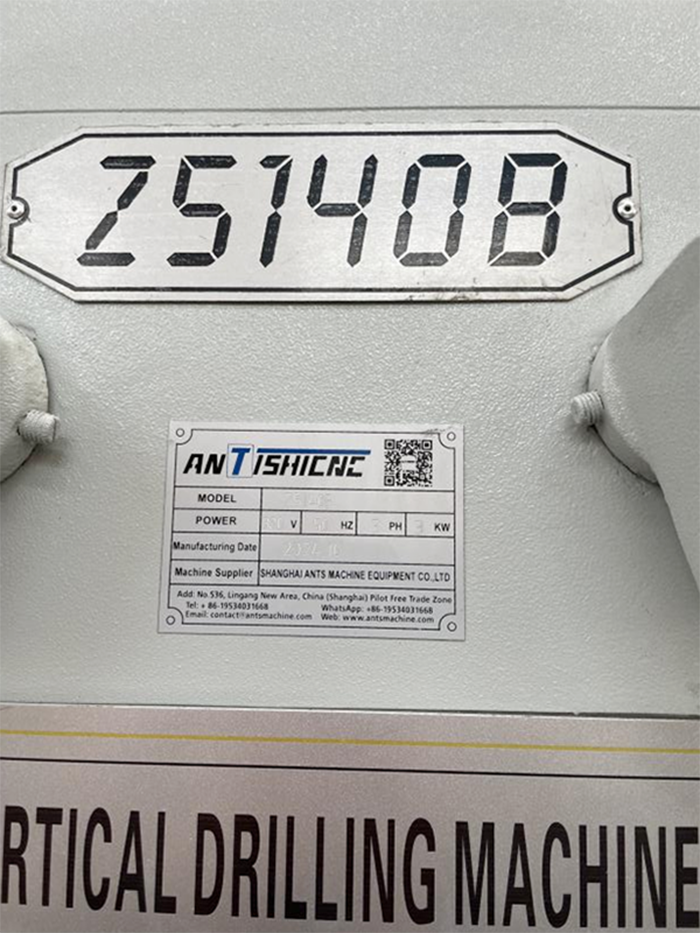 Z5140B
ANTISHICNC
MODEL
POWER V HZ PH KW
Manufacturing Date
Machine Supplier SHANGHAI ANTS MACHINE EQUIPMENT CO.,LTD
Add: No.536, Lingang New Area, China (Shanghai) Pilot Free Trade Zone
Tel: + 86-19534031668 WhatsApp: +86-19534031668
Email: contact@antsmachine.com Web: www.antsmachine.com
RTICAL DRILLING MACHINE